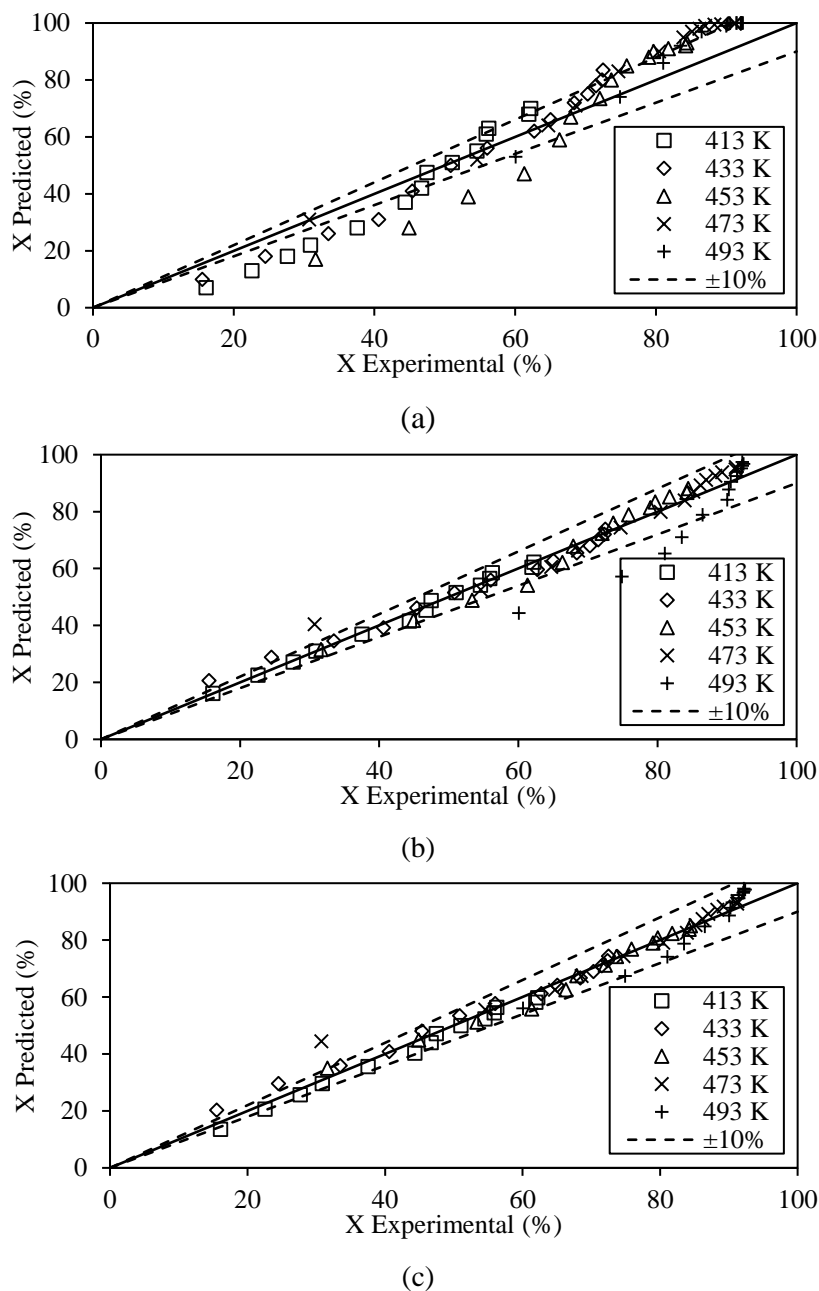 100
80
60
40
20
0
X Predicted (%)
413 K
433 K
453 K
473 K
493 K
±10%
0 20 40 60 80 100
X Experimental (%)
(a)
100
80
60
40
20
0
X Predicted (%)
413 K
433 K
453 K
473 K
493 K
±10%
0 20 40 60 80 100
X Experimental (%)
(b)
100
80
60
40
20
0
X Predicted (%)
413 K
433 K
453 K
473 K
493 K
±10%
0 20 40 60 80 100
X Experimental (%)
(c)